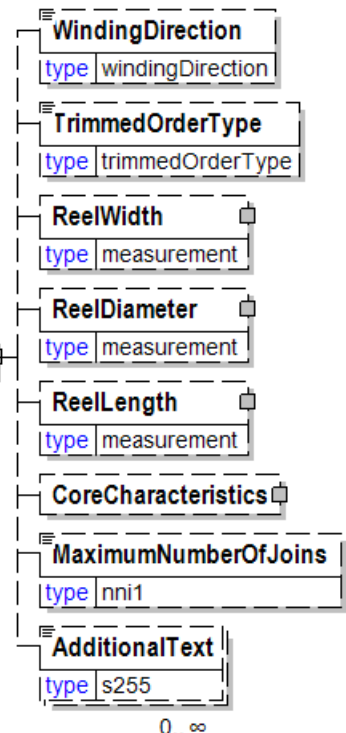 WindingDirection
type windingDirection
TrimmedOrderType
type trimmedOrderType
ReelWidth
type measurement
ReelDiameter
type measurement
ReelLength
type measurement
CoreCharacteristics
MaximumNumberOfJoins
type nni1
AdditionalText
type s255
0 ∞